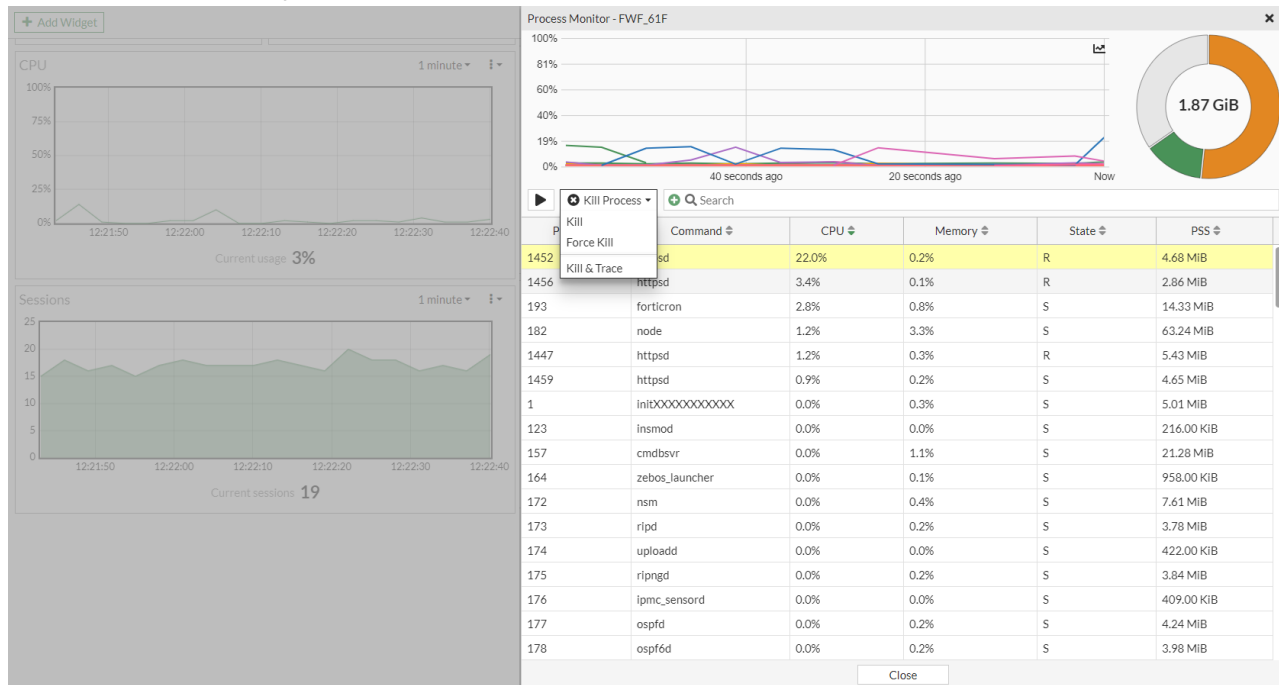 + Add Widget
CPU
1 minute
100%
75%
50%
25%
0%
12:21:50 12:22:00 12:22:10 12:22:20 12:22:30 12:22:40
Current usage 3%
Sessions
1 minute
25
20
15
10
5
0
12:21:50 12:22:00 12:22:10 12:22:20 12:22:30 12:22:40
Current sessions 19
Process Monitor - FWF_61F
100%
81%
60%
40%
19%
0%
40 seconds ago 20 seconds ago Now
1.87 GiB
Kill Process
Search
Kill
Force Kill
Kill & Trace
P Command CPU Memory State PSS
1452 sd 22.0% 0.2% R 4.68 MiB
1456 httpsd 3.4% 0.1% R 2.86 MiB
193 forticron 2.8% 0.8% S 14.33 MiB
182 node 1.2% 3.3% S 63.24 MiB
1447 httpsd 1.2% 0.3% R 5.43 MiB
1459 httpsd 0.9% 0.2% S 4.65 MiB
1 initXXXXXXXXXXX 0.0% 0.3% S 5.01 MiB
123 insmod 0.0% 0.0% S 216.00 KiB
157 cmdbsvr 0.0% 1.1% S 21.28 MiB
164 zebos_launcher 0.0% 0.1% S 958.00 KiB
172 nsm 0.0% 0.4% S 7.61 MiB
173 ripd 0.0% 0.2% S 3.78 MiB
174 uploadd 0.0% 0.0% S 422.00 KiB
175 ripngd 0.0% 0.2% S 3.84 MiB
176 ipmc_sensord 0.0% 0.0% S 409.00 KiB
177 ospfd 0.0% 0.2% S 4.24 MiB
178 ospf6d 0.0% 0.2% S 3.98 MiB
Close